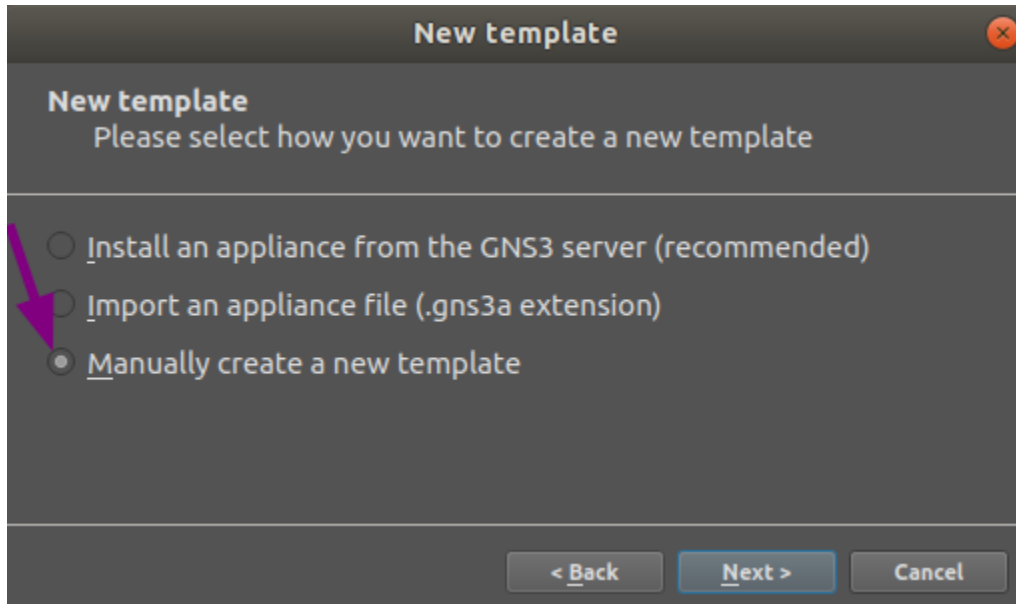 New template
New template
Please select how you want to create a new template
Install an appliance from the GNS3 server (recommended)
Import an appliance file (.gns3a extension)
Manually create a new template
< Back
Next >
Cancel